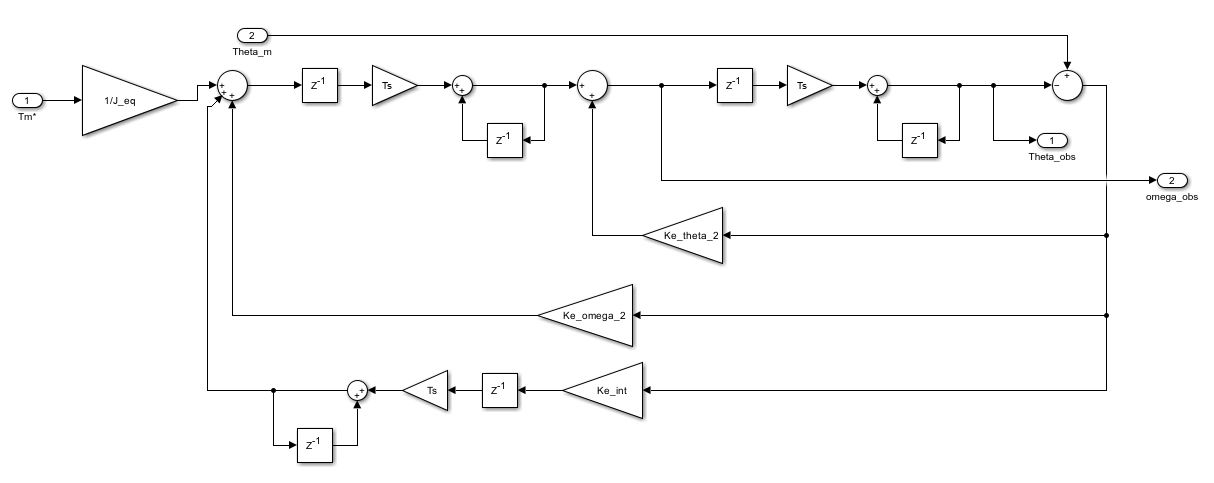 2
Theta_m
1
Tm*
1/J_eq
+
+
+
Z-1
Ts
+
+
Z-1
+
+
Z-1
Ts
+
+
Z-1
+
−
1
Theta_obs
2
omega_obs
Ke_theta_2
Ke_omega_2
Ke_int
Z-1
Ts
+
+
Z-1